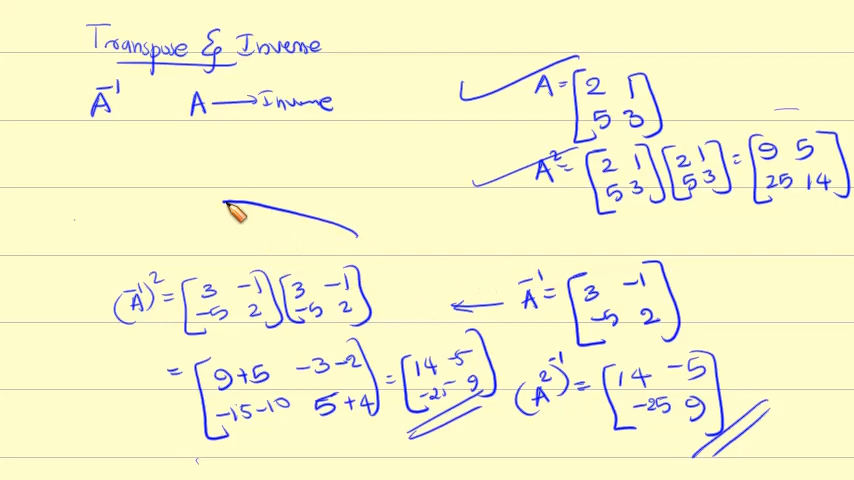 Transpose & Inverse
A⁻¹ A → Inverse
A = [2 1
5 3]
A² = [2 1 [2 1 = [9 5
5 3] 5 3] 25 14]
(A⁻¹)² = [3 -1 [3 -1
-5 2] -5 2]
← A⁻¹ = [3 -1
-5 2]
= [9+5 -3-2 = [14 -5
-15-10 5+4] -25 9]
(A²)⁻¹ = [14 -5
-25 9]